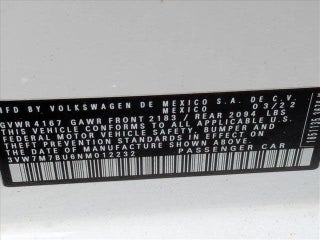 MFD. BY VOLKSWAGEN DE MEXICO S.A. DE C.V
DE MEXICO 03/22
GVWR 4167 GAWR FRONT 2183 / REAR 2094 LBS
THIS VEHICLE CONFORMS TO ALL APPLICABLE U.S.
FEDERAL MOTOR VEHICLE SAFETY, BUMPER AND
THEFT PREVENTION STANDARDS IN EFFECT ON
THE DATE OF MANUFACTURE SHOWN ABOVE.
3VW7M7BU6NM012232 PASSENGER CAR